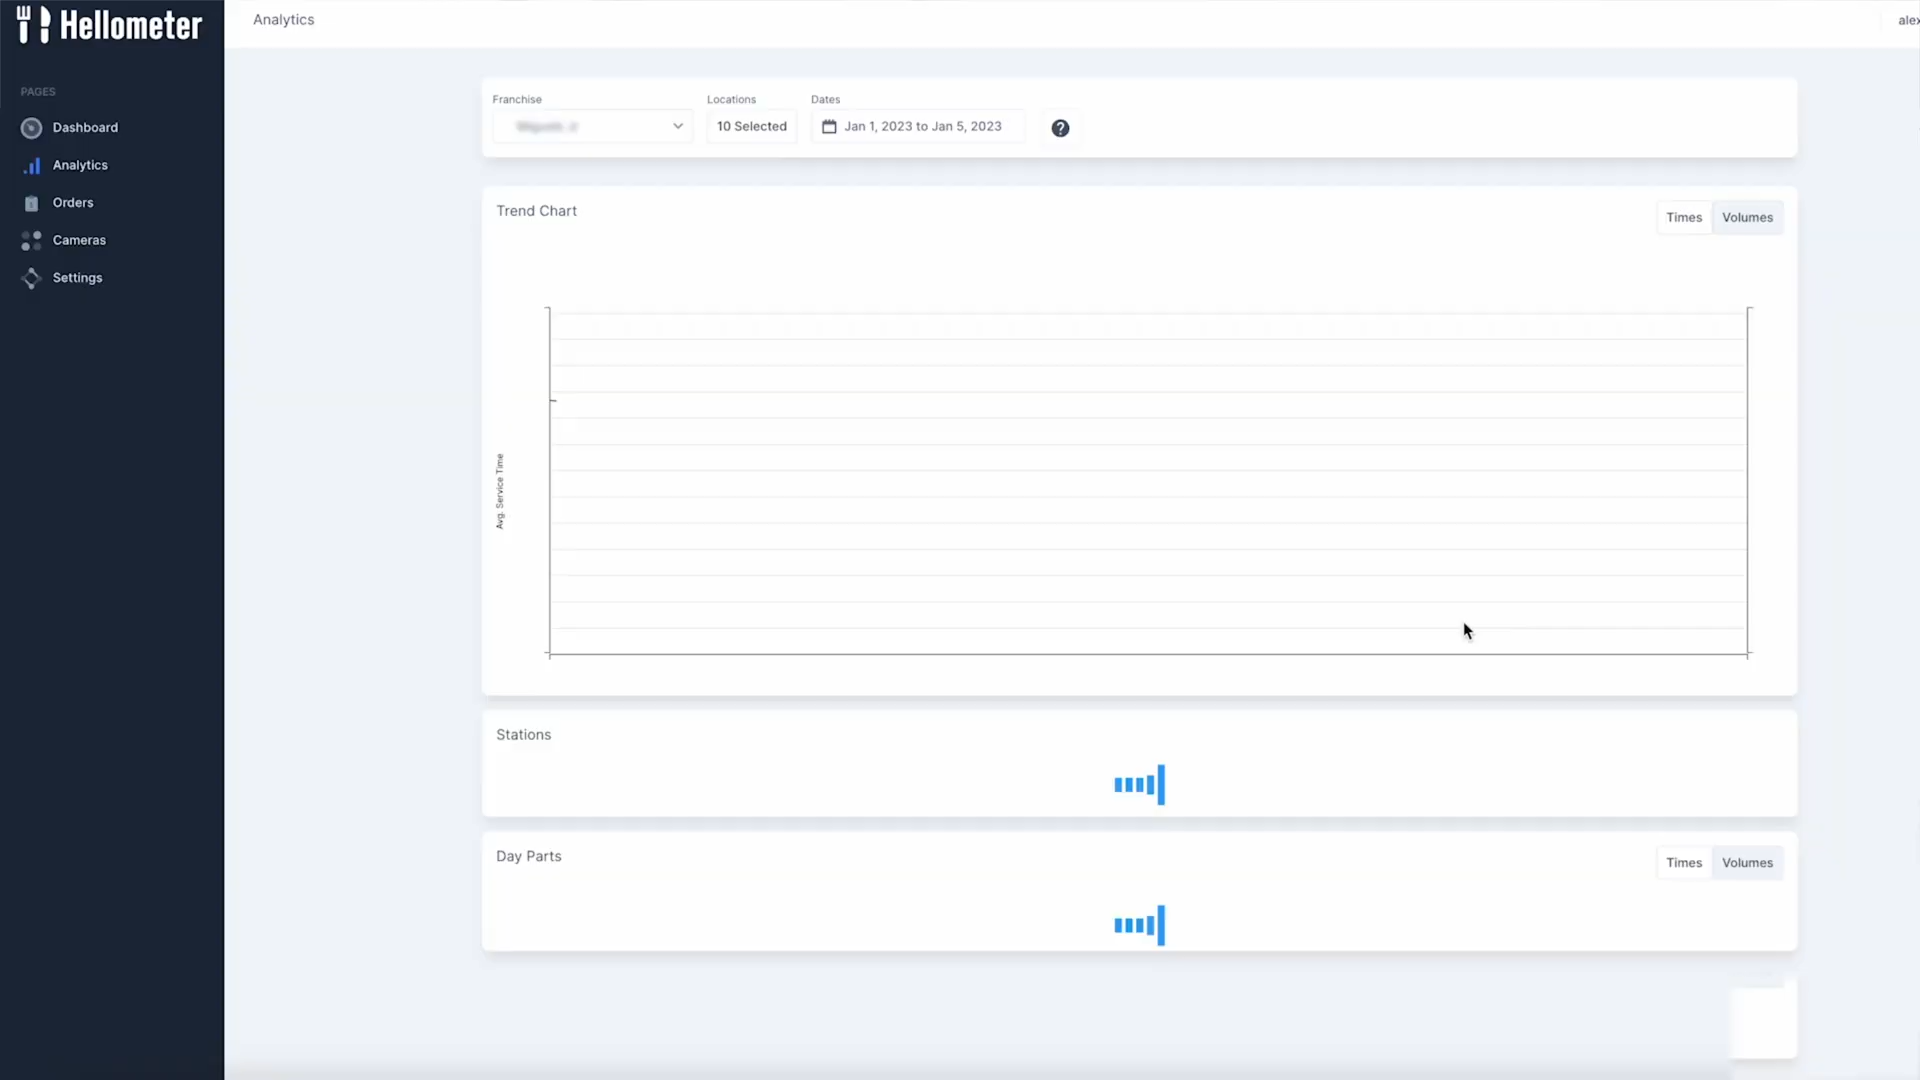 Hellometer
Analytics
alex
PAGES
Dashboard
Analytics
Orders
Cameras
Settings
Franchise
Locations
10 Selected
Dates
Jan 1, 2023 to Jan 5, 2023
?
Trend Chart
Times
Volumes
Avg. Service Time
Stations
Day Parts
Times
Volumes